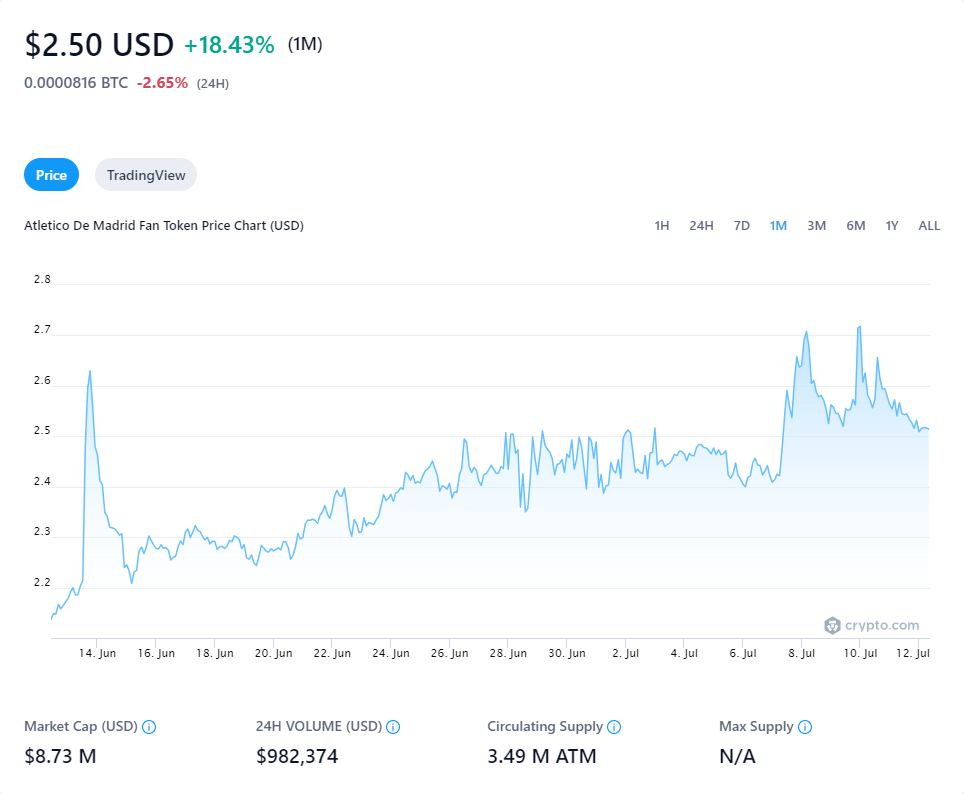 $2.50 USD +18.43% (1M)
0.0000816 BTC -2.65% (24H)
Price TradingView
Atletico De Madrid Fan Token Price Chart (USD) 1H 24H 7D 1M 3M 6M 1Y ALL
2.8
2.7
2.6
2.5
2.4
2.3
2.2
crypto.com
14. Jun 16. Jun 18. Jun 20. Jun 22. Jun 24. Jun 26. Jun 28. Jun 30. Jun 2. Jul 4. Jul 6. Jul 8. Jul 10. Jul 12. Jul
Market Cap (USD) 24H VOLUME (USD) Circulating Supply Max Supply
$8.73 M $982,374 3.49 M ATM N/A